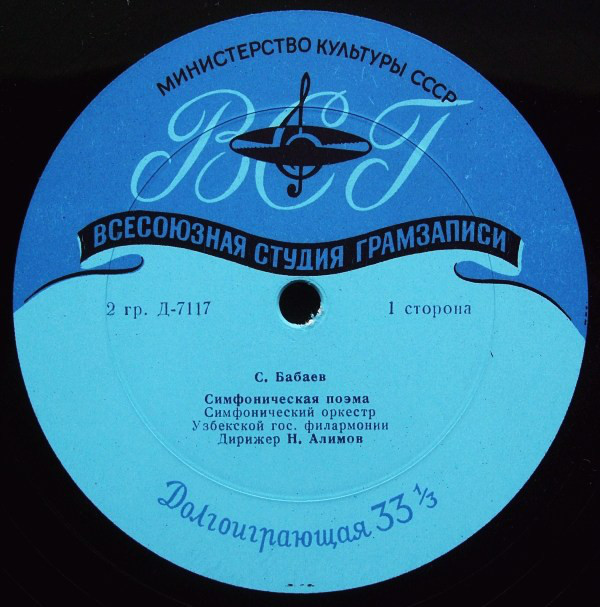 МИНИСТЕРСТВО КУЛЬТУРЫ СССР
ВСГ
ВСЕСОЮЗНАЯ СТУДИЯ ГРАМЗАПИСИ
2 гр. Д-7117
1 сторона
С. Бабаев
Симфоническая поэма
Симфонический оркестр
Узбекской гос. филармонии
Дирижер Н. Алимов
Долгоиграющая 33 1/3